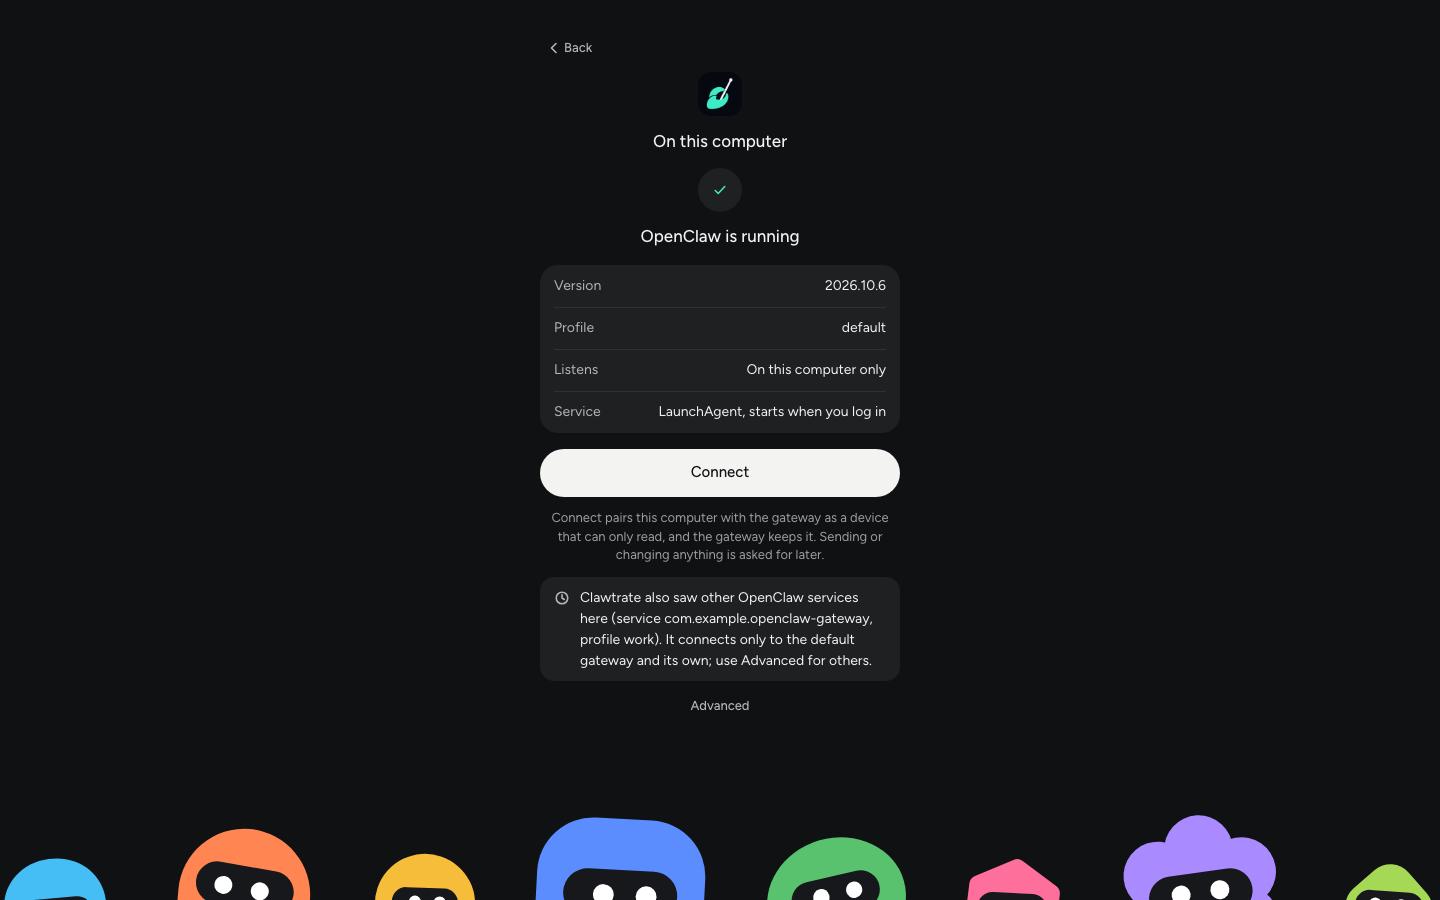 Back
On this computer
OpenClaw is running
Version 2026.10.6
Profile default
Listens On this computer only
Service LaunchAgent, starts when you log in
Connect
Connect pairs this computer with the gateway as a device
that can only read, and the gateway keeps it. Sending or
changing anything is asked for later.
Clawtrate also saw other OpenClaw services
here (service com.example.openclaw-gateway,
profile work). It connects only to the default
gateway and its own; use Advanced for others.
Advanced